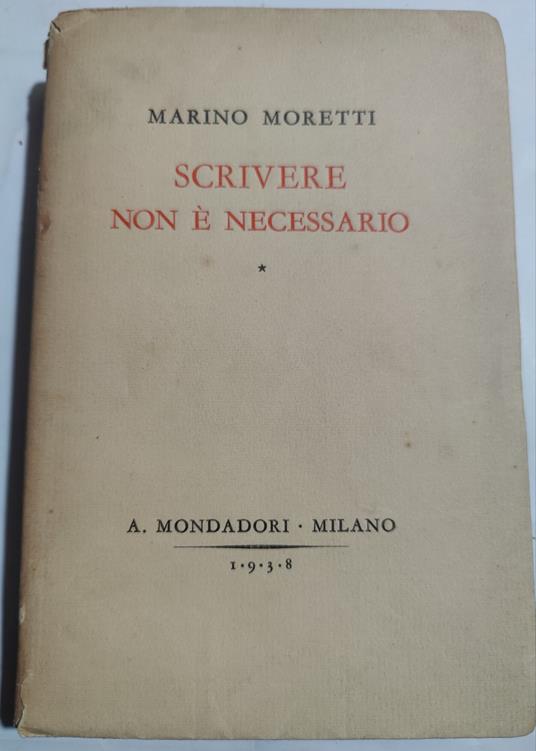 MARINO MORETTI
SCRIVERE
NON È NECESSARIO
*
A. MONDADORI · MILANO
1·9·3·8